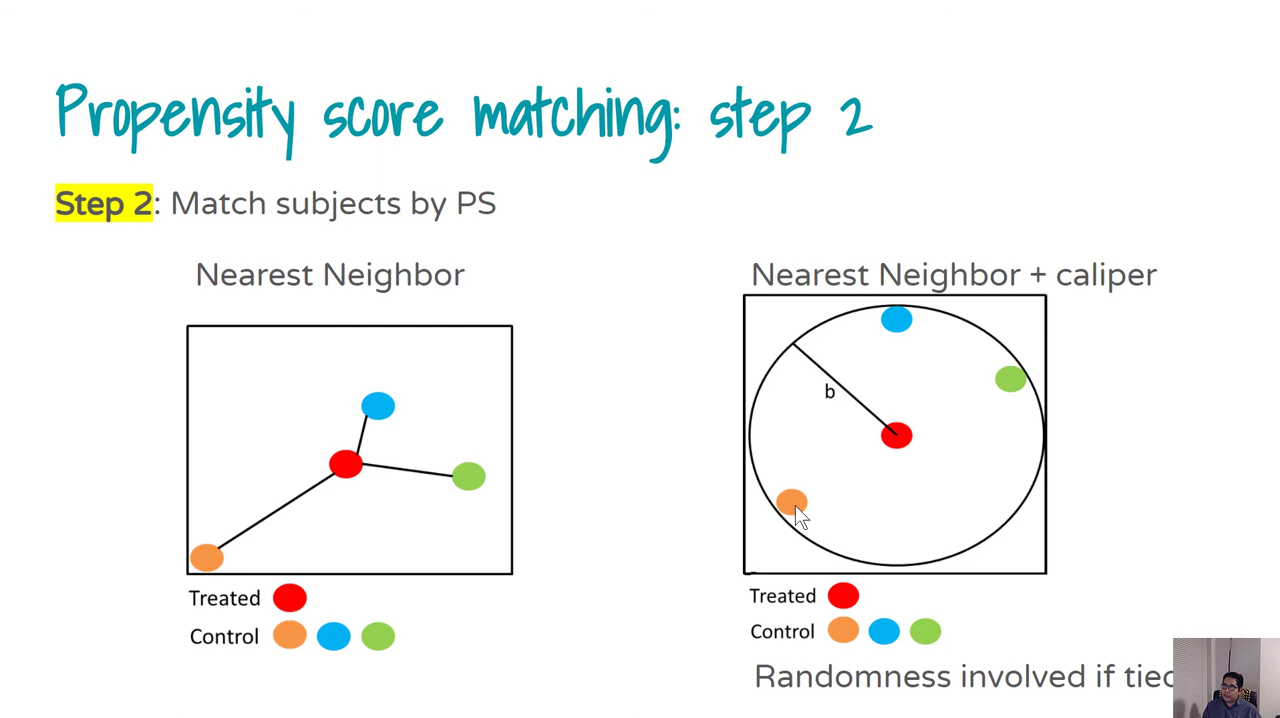 Propensity score matching: step 2
Step 2: Match subjects by PS
Nearest Neighbor
Treated
Control
Nearest Neighbor + caliper
b
Treated
Control
Randomness involved if